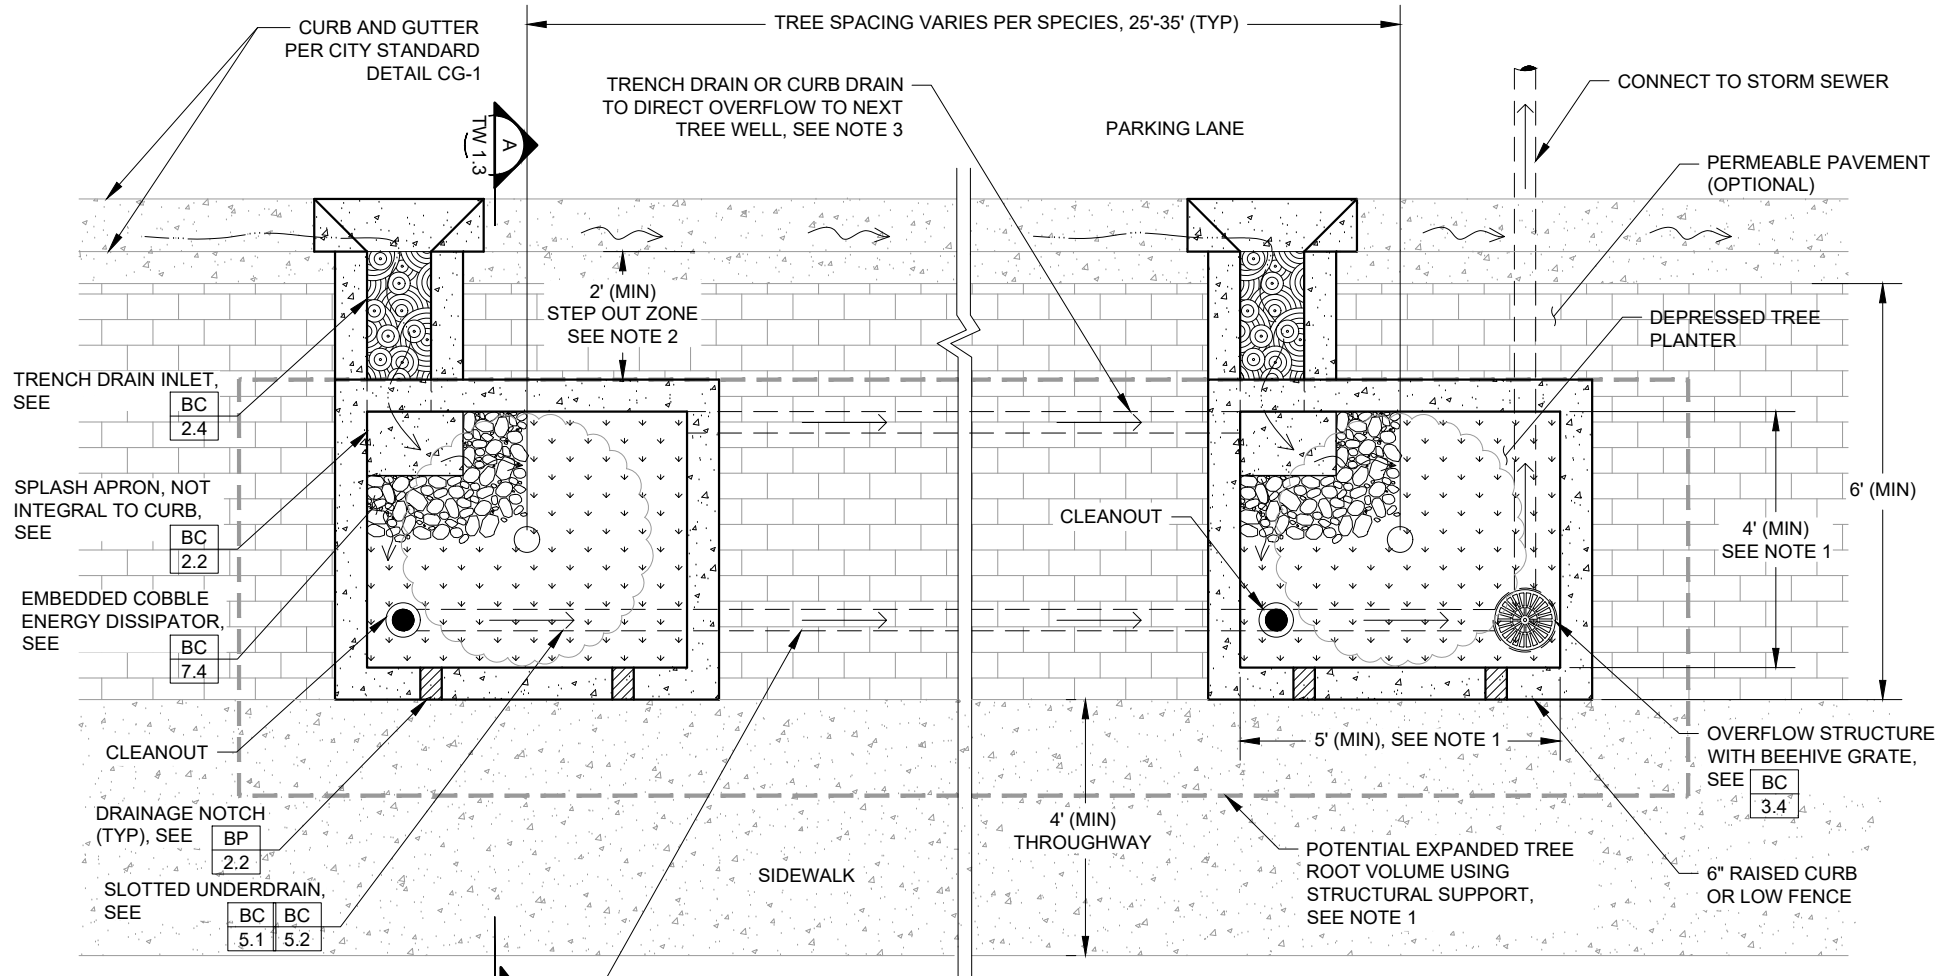 CURB AND GUTTER
PER CITY STANDARD
DETAIL CG-1
TREE SPACING VARIES PER SPECIES, 25'-35' (TYP)
TRENCH DRAIN OR CURB DRAIN
TO DIRECT OVERFLOW TO NEXT
TREE WELL, SEE NOTE 3
PARKING LANE
CONNECT TO STORM SEWER
PERMEABLE PAVEMENT
(OPTIONAL)
A
TW 1.3
2' (MIN)
STEP OUT ZONE
SEE NOTE 2
DEPRESSED TREE
PLANTER
TRENCH DRAIN INLET,
SEE
BC
2.4
SPLASH APRON, NOT
INTEGRAL TO CURB,
SEE
BC
2.2
EMBEDDED COBBLE
ENERGY DISSIPATOR,
SEE
BC
7.4
CLEANOUT
6' (MIN)
4' (MIN)
SEE NOTE 1
CLEANOUT
DRAINAGE NOTCH
(TYP), SEE
BP
2.2
SLOTTED UNDERDRAIN,
SEE
BC BC
5.1 5.2
SIDEWALK
4' (MIN)
THROUGHWAY
5' (MIN), SEE NOTE 1
POTENTIAL EXPANDED TREE
ROOT VOLUME USING
STRUCTURAL SUPPORT,
SEE NOTE 1
OVERFLOW STRUCTURE
WITH BEEHIVE GRATE,
SEE
BC
3.4
6" RAISED CURB
OR LOW FENCE